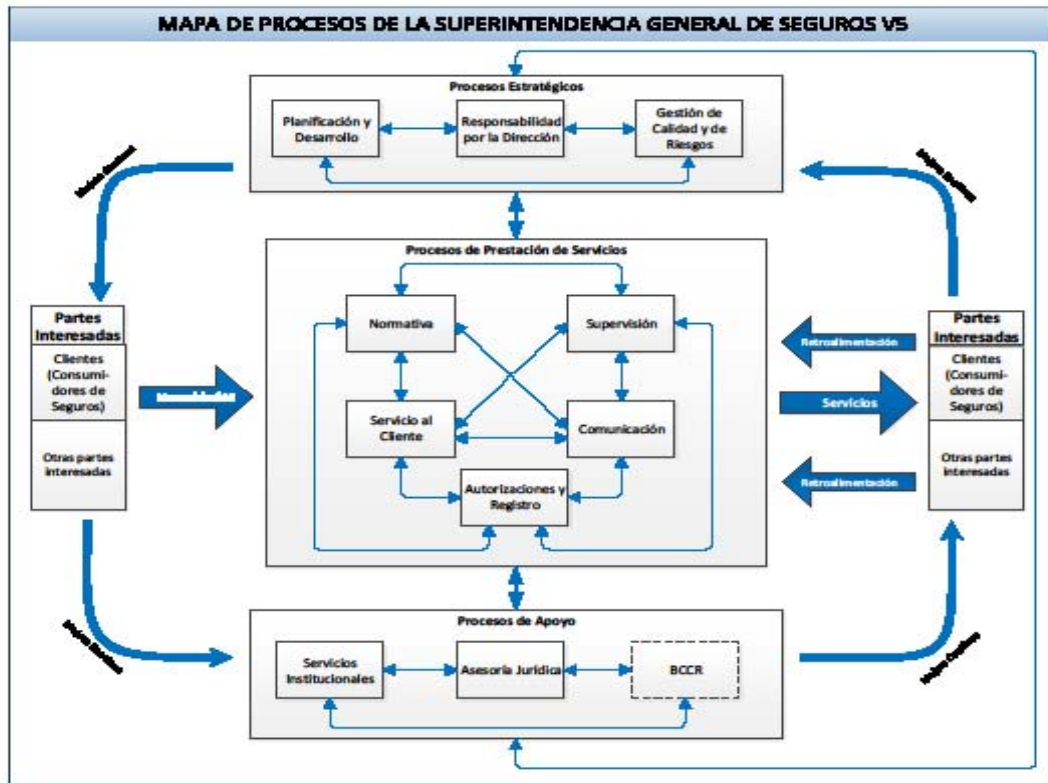 MAPA DE PROCESOS DE LA SUPERINTENDENCIA GENERAL DE SEGUROS V5
Procesos Estratégicos
Planificación y
Desarrollo
Responsabilidad
por la Dirección
Gestión de
Calidad y de
Riesgos
Procesos de Prestación de Servicios
Normativa
Supervisión
Servicio al
Cliente
Comunicación
Autorizaciones y
Registro
Partes
Interesadas
Clientes
(Consumi-
dores de
Seguros)
Otras partes
interesadas
Retroalimentación
Servicios
Retroalimentación
Partes
Interesadas
Clientes
(Consumi-
dores de
Seguros)
Otras partes
interesadas
Procesos de Apoyo
Servicios
Institucionales
Asesoría Jurídica
BCCR